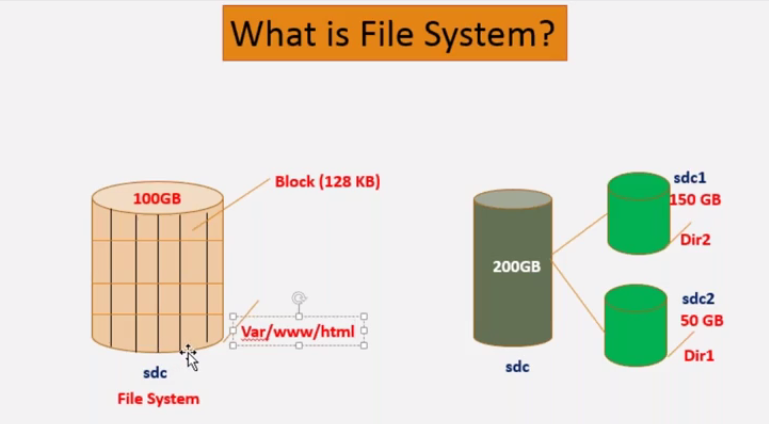 What is File System?
100GB
Block (128 KB)
Var/www/html
sdc
File System
200GB
sdc
sdc1
150 GB
Dir2
sdc2
50 GB
Dir1